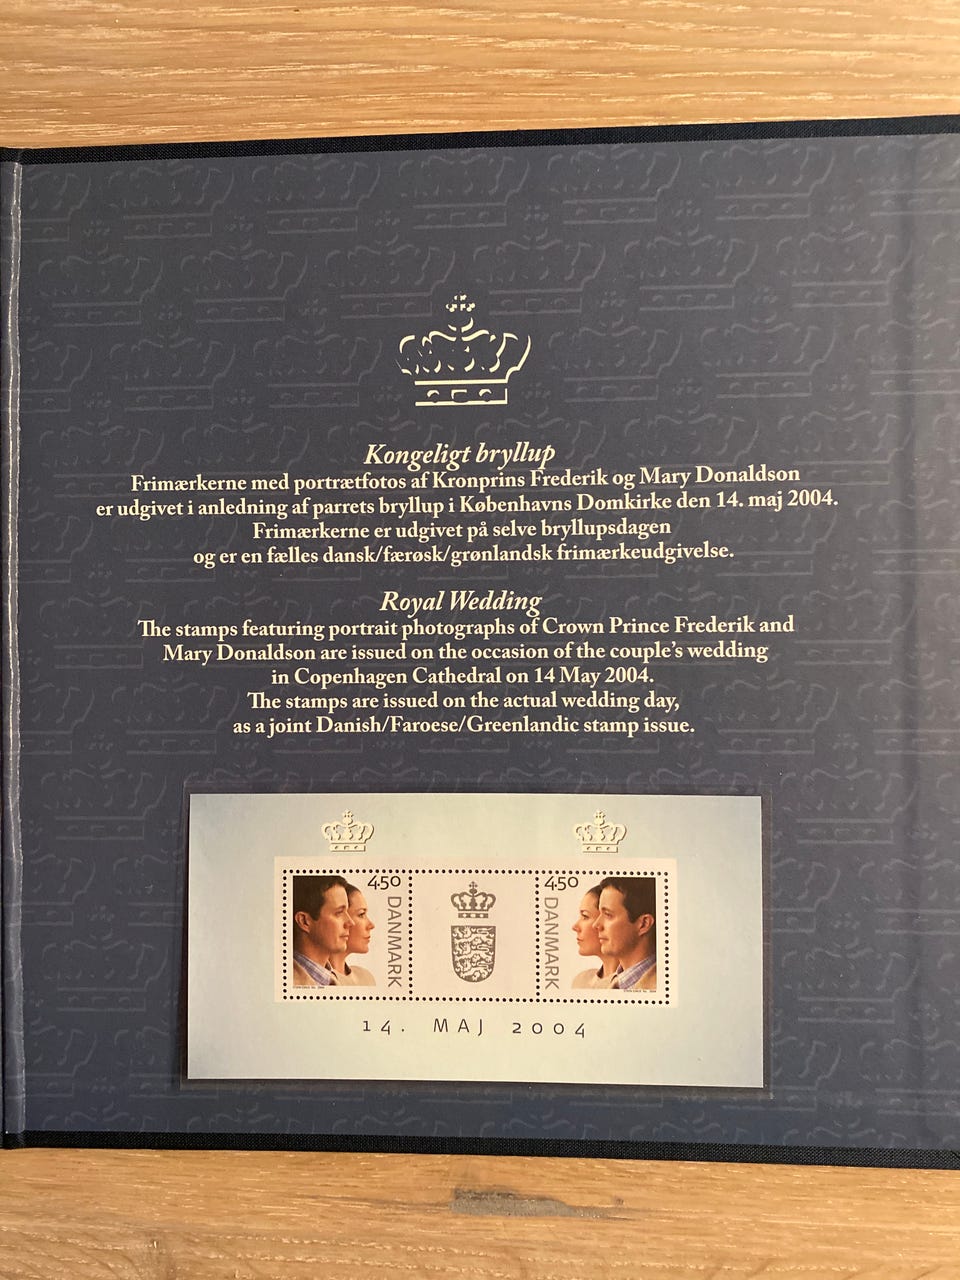 Kongeligt bryllup
Frimærkerne med portrætfotos af Kronprins Frederik og Mary Donaldson
er udgivet i anledning af parrets bryllup i Københavns Domkirke den 14. maj 2004.
Frimærkerne er udgivet på selve bryllupsdagen
og er en fælles dansk/færøsk/grønlandsk frimærkeudgivelse.
Royal Wedding
The stamps featuring portrait photographs of Crown Prince Frederik and
Mary Donaldson are issued on the occasion of the couple's wedding
in Copenhagen Cathedral on 14 May 2004.
The stamps are issued on the actual wedding day,
as a joint Danish/Faroese/Greenlandic stamp issue.
4.50
DANMARK
4.50
DANMARK
14. MAJ 2004